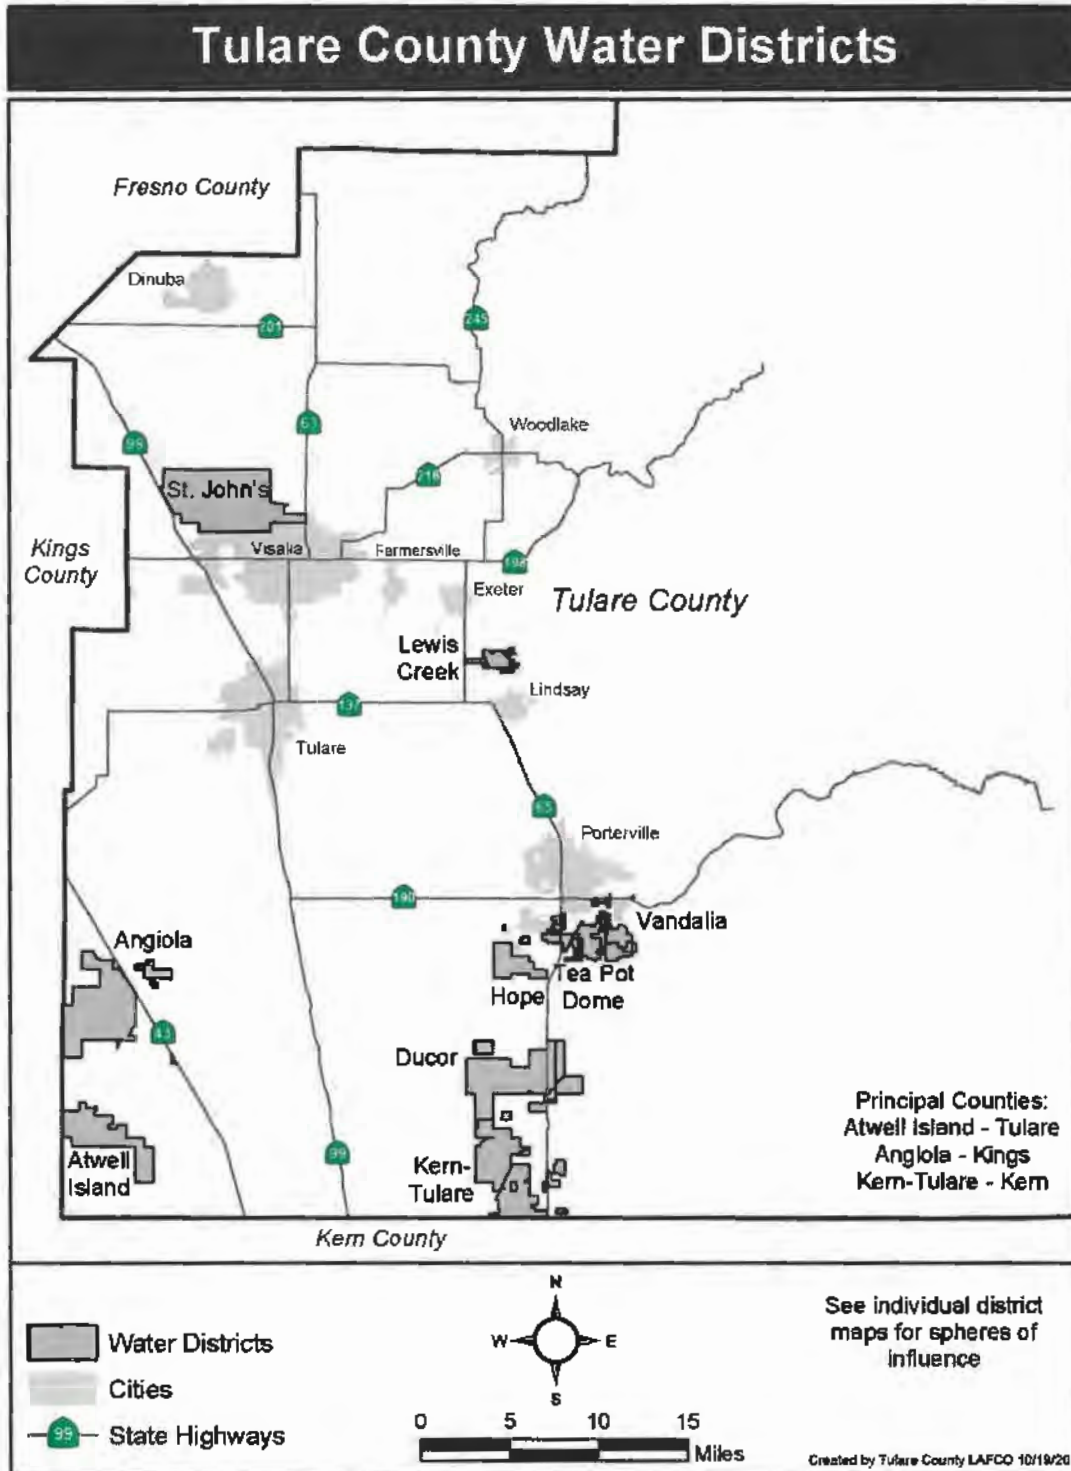 Tulare County Water Districts
Fresno County
Dinuba
201
245
63
99
Woodlake
216
St. John's
Kings
County
Visalia
Farmersville
198
Exeter
Tulare County
Lewis
Creek
Lindsay
137
Tulare
65
Porterville
190
Vandalia
Angiola
Tea Pot
Dome
Hope
43
Ducor
Principal Counties:
Atwell Island - Tulare
Angiola - Kings
Kern-Tulare - Kern
Atwell
Island
99
Kern-
Tulare
Kern County
N
W
E
S
See individual district
maps for spheres of
influence
Water Districts
Cities
99
State Highways
0
5
10
15
Miles
Created by Tulare County LAFCO 10/19/20